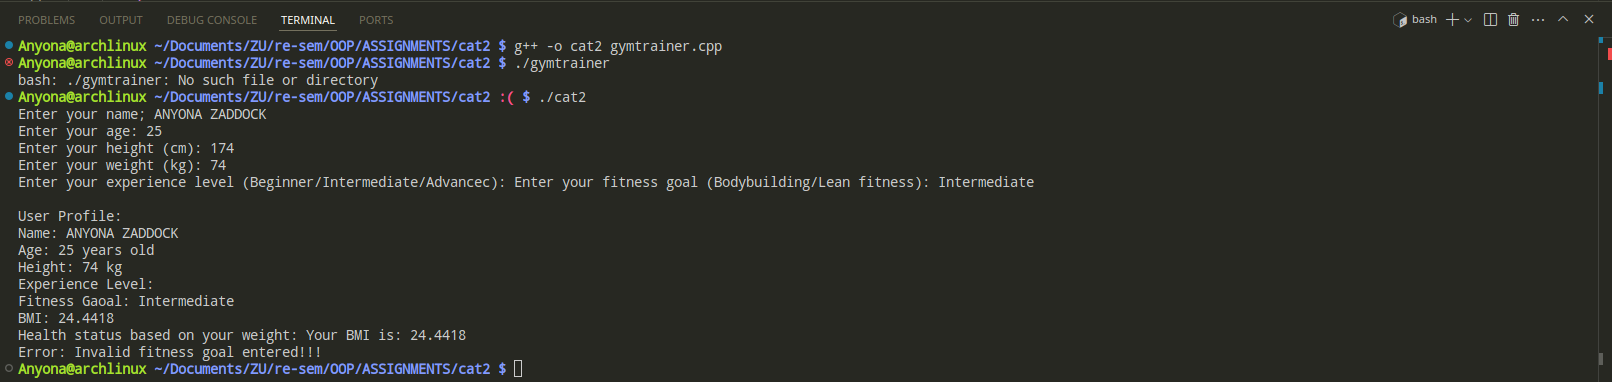 PROBLEMS OUTPUT DEBUG CONSOLE TERMINAL PORTS bash
Anyona@archlinux ~/Documents/ZU/re-sem/OOP/ASSIGNMENTS/cat2 $ g++ -o cat2 gymtrainer.cpp
Anyona@archlinux ~/Documents/ZU/re-sem/OOP/ASSIGNMENTS/cat2 $ ./gymtrainer
bash: ./gymtrainer: No such file or directory
Anyona@archlinux ~/Documents/ZU/re-sem/OOP/ASSIGNMENTS/cat2 :( $ ./cat2
Enter your name; ANYONA ZADDOCK
Enter your age: 25
Enter your height (cm): 174
Enter your weight (kg): 74
Enter your experience level (Beginner/Intermediate/Advancec): Enter your fitness goal (Bodybuilding/Lean fitness): Intermediate
User Profile:
Name: ANYONA ZADDOCK
Age: 25 years old
Height: 74 kg
Experience Level:
Fitness Gaoal: Intermediate
BMI: 24.4418
Health status based on your weight: Your BMI is: 24.4418
Error: Invalid fitness goal entered!!!
Anyona@archlinux ~/Documents/ZU/re-sem/OOP/ASSIGNMENTS/cat2 $